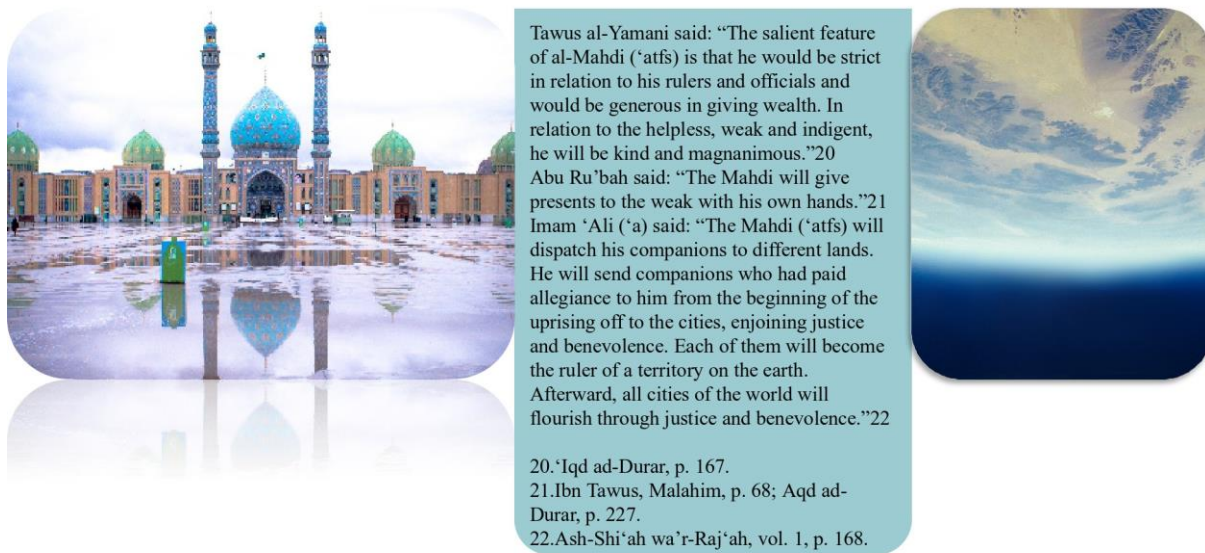 Tawus al-Yamani said: “The salient feature
of al-Mahdi (‘atfs) is that he would be strict
in relation to his rulers and officials and
would be generous in giving wealth. In
relation to the helpless, weak and indigent,
he will be kind and magnanimous.”20
Abu Ru’bah said: “The Mahdi will give
presents to the weak with his own hands.”21
Imam ‘Ali (‘a) said: “The Mahdi (‘atfs) will
dispatch his companions to different lands.
He will send companions who had paid
allegiance to him from the beginning of the
uprising off to the cities, enjoining justice
and benevolence. Each of them will become
the ruler of a territory on the earth.
Afterward, all cities of the world will
flourish through justice and benevolence.”22
20.‘Iqd ad-Durar, p. 167.
21.Ibn Tawus, Malahim, p. 68; Aqd ad-
Durar, p. 227.
22.Ash-Shi‘ah wa’r-Raj‘ah, vol. 1, p. 168.